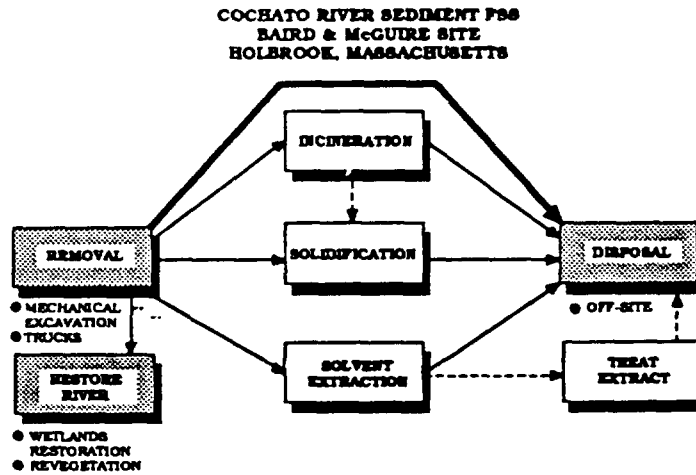 COCHATO RIVER SEDIMENT FSS
BAIRD & McGUIRE SITE
HOLBROOK, MASSACHUSETTS
INCINERATION
REMOVAL
SOLIDIFICATION
DISPOSAL
● MECHANICAL
EXCAVATION
● TRUCKS
● OFF-SITE
RESTORE
RIVER
SOLVENT
EXTRACTION
TREAT
EXTRACT
● WETLANDS
RESTORATION
● REVEGETATION